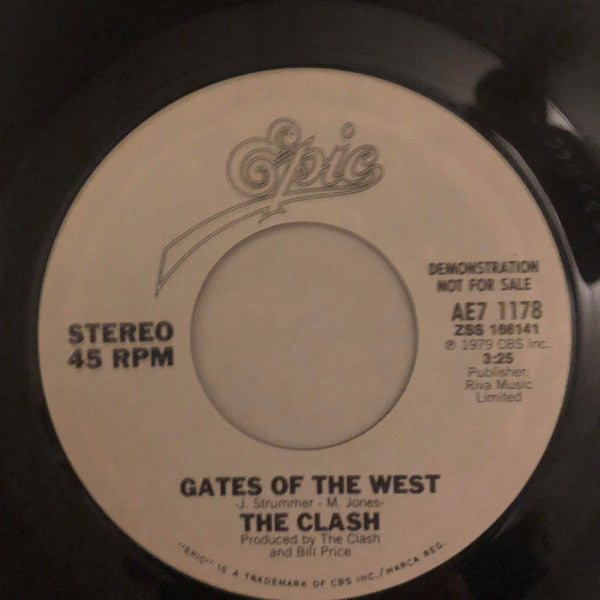 Epic
DEMONSTRATION
NOT FOR SALE
STEREO
45 RPM
AE7 1178
ZSS 166141
℗ 1979 CBS Inc.
3:25
Publisher:
Riva Music
Limited
GATES OF THE WEST
-J. Strummer - M. Jones-
THE CLASH
Produced by The Clash
and Bill Price
"EPIC" IS A TRADEMARK OF CBS INC./MARCA REG.